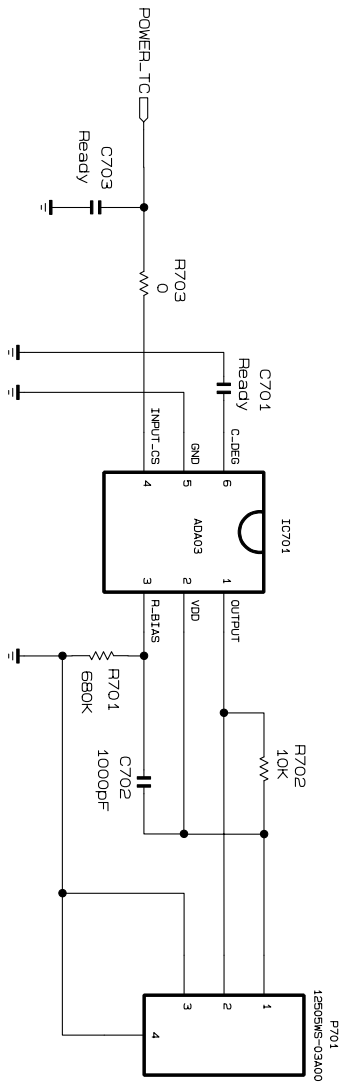 POWER_TC
C703
Ready
R703
0
C701
Ready
INPUT_CS
GND
C_DEG
4
5
6
IC701
ADA03
3
2
1
R_BIAS
VDD
OUTPUT
R701
680K
C702
1000pF
R702
10K
P701
12505WS-03A00
1
2
3
4